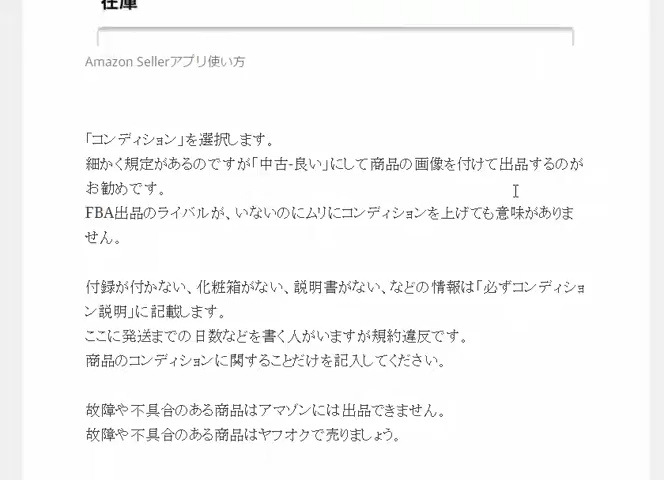 在庫
Amazon Sellerアプリ使い方
「コンディション」を選択します。
細かく規定があるのですが「中古-良い」にして商品の画像を付けて出品するのが
お勧めです。
FBA出品のライバルが、いないのにムリにコンディションを上げても意味がありま
せん。
付録が付かない、化粧箱がない、説明書がない、などの情報は「必ずコンディショ
ン説明」に記載します。
ここに発送までの日数などを書く人がいますが規約違反です。
商品のコンディションに関することだけを記入してください。
故障や不具合のある商品はアマゾンには出品できません。
故障や不具合のある商品はヤフオクで売りましょう。